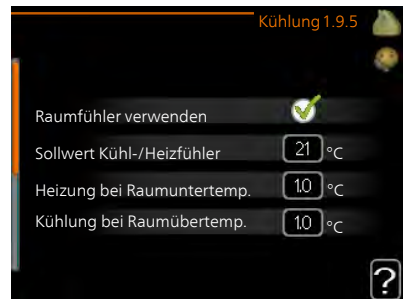 Kühlung 1.9.5
Raumfühler verwenden
Sollwert Kühl-/Heizfühler 21 °C
Heizung bei Raumuntertemp. 1.0 °C
Kühlung bei Raumübertemp. 1.0 °C
?